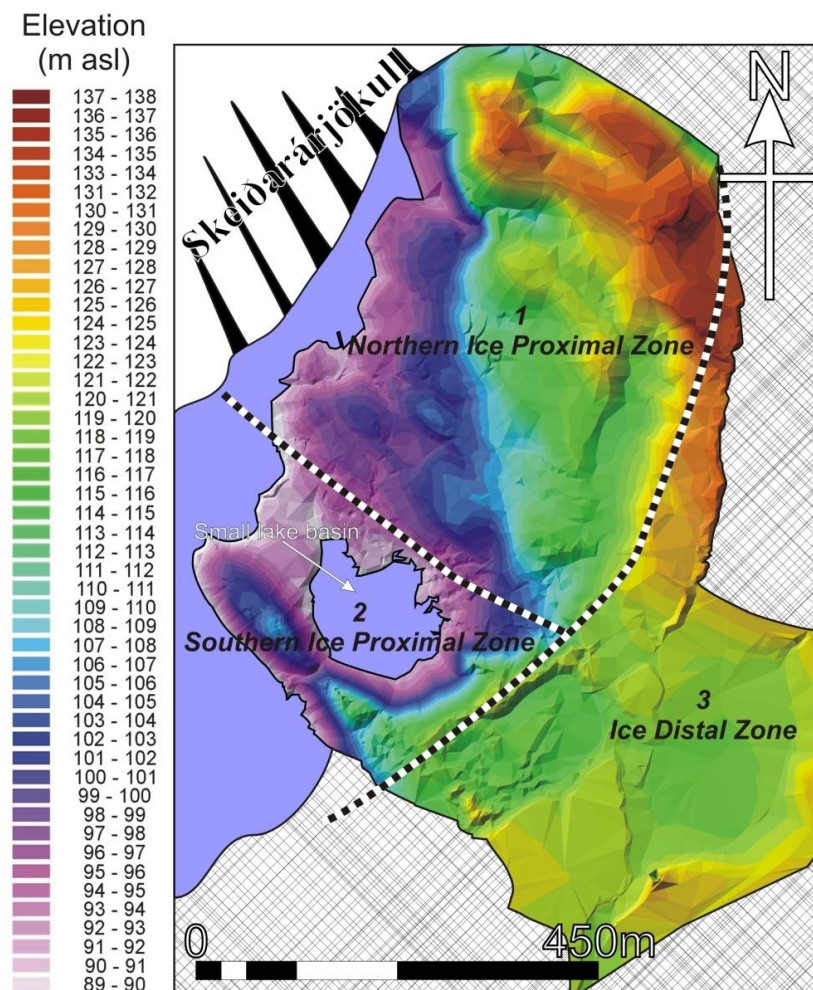 Elevation
(m asl)
137 - 138
136 - 137
135 - 136
134 - 135
133 - 134
131 - 132
130 - 131
129 - 130
128 - 129
127 - 128
126 - 127
125 - 126
124 - 125
123 - 124
122 - 123
121 - 122
120 - 121
119 - 120
118 - 119
117 - 118
116 - 117
115 - 116
114 - 115
113 - 114
112 - 113
111 - 112
110 - 111
109 - 110
108 - 109
107 - 108
106 - 107
105 - 106
104 - 105
103 - 104
102 - 103
101 - 102
100 - 101
99 - 100
98 - 99
97 - 98
96 - 97
95 - 96
94 - 95
93 - 94
92 - 93
91 - 92
90 - 91
89 - 90
Skeiðarárjökull
N
1
Northern Ice Proximal Zone
Small lake basin
2
Southern Ice Proximal Zone
3
Ice Distal Zone
0 450m